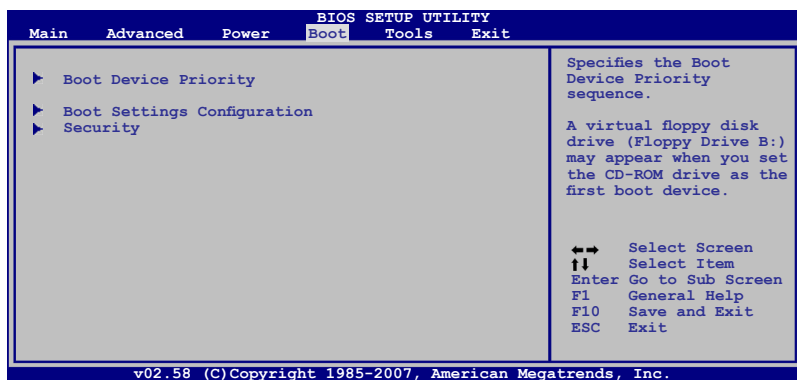 BIOS SETUP UTILITY
Main Advanced Power Boot Tools Exit
Boot Device Priority
Boot Settings Configuration
Security
Specifies the Boot
Device Priority
sequence.
A virtual floppy disk
drive (Floppy Drive B:)
may appear when you set
the CD-ROM drive as the
first boot device.
←→ Select Screen
↑↓ Select Item
Enter Go to Sub Screen
F1 General Help
F10 Save and Exit
ESC Exit
v02.58 (C)Copyright 1985-2007, American Megatrends, Inc.